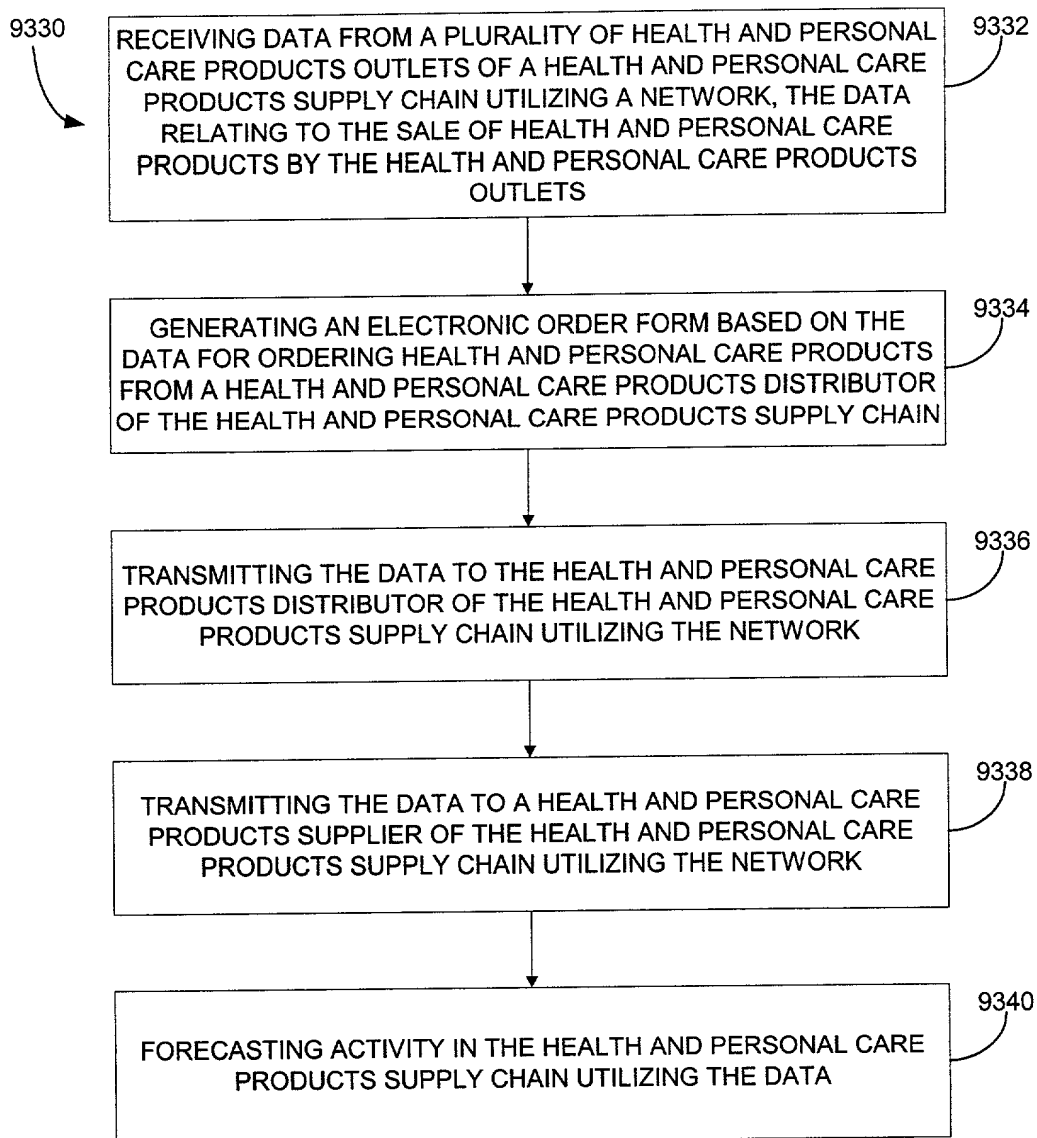 9330
9332
RECEIVING DATA FROM A PLURALITY OF HEALTH AND PERSONAL
CARE PRODUCTS OUTLETS OF A HEALTH AND PERSONAL CARE
PRODUCTS SUPPLY CHAIN UTILIZING A NETWORK, THE DATA
RELATING TO THE SALE OF HEALTH AND PERSONAL CARE
PRODUCTS BY THE HEALTH AND PERSONAL CARE PRODUCTS
OUTLETS
9334
GENERATING AN ELECTRONIC ORDER FORM BASED ON THE
DATA FOR ORDERING HEALTH AND PERSONAL CARE PRODUCTS
FROM A HEALTH AND PERSONAL CARE PRODUCTS DISTRIBUTOR
OF THE HEALTH AND PERSONAL CARE PRODUCTS SUPPLY CHAIN
9336
TRANSMITTING THE DATA TO THE HEALTH AND PERSONAL CARE
PRODUCTS DISTRIBUTOR OF THE HEALTH AND PERSONAL CARE
PRODUCTS SUPPLY CHAIN UTILIZING THE NETWORK
9338
TRANSMITTING THE DATA TO A HEALTH AND PERSONAL CARE
PRODUCTS SUPPLIER OF THE HEALTH AND PERSONAL CARE
PRODUCTS SUPPLY CHAIN UTILIZING THE NETWORK
9340
FORECASTING ACTIVITY IN THE HEALTH AND PERSONAL CARE
PRODUCTS SUPPLY CHAIN UTILIZING THE DATA